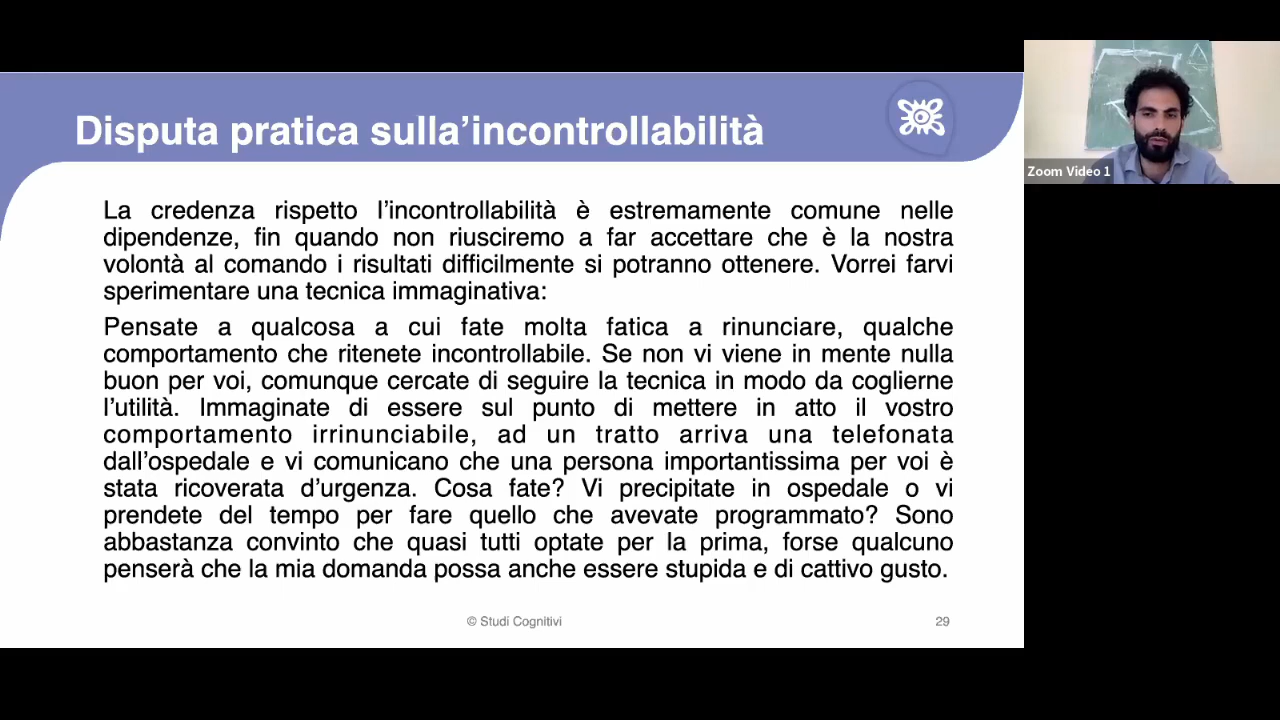 Disputa pratica sulla’incontrollabilità
La credenza rispetto l’incontrollabilità è estremamente comune nelle
dipendenze, fin quando non riusciremo a far accettare che è la nostra
volontà al comando i risultati difficilmente si potranno ottenere. Vorrei farvi
sperimentare una tecnica immaginativa:
Pensate a qualcosa a cui fate molta fatica a rinunciare, qualche
comportamento che ritenete incontrollabile. Se non vi viene in mente nulla
buon per voi, comunque cercate di seguire la tecnica in modo da coglierne
l’utilità. Immaginate di essere sul punto di mettere in atto il vostro
comportamento irrinunciabile, ad un tratto arriva una telefonata
dall’ospedale e vi comunicano che una persona importantissima per voi è
stata ricoverata d’urgenza. Cosa fate? Vi precipitate in ospedale o vi
prendete del tempo per fare quello che avevate programmato? Sono
abbastanza convinto che quasi tutti optate per la prima, forse qualcuno
penserà che la mia domanda possa anche essere stupida e di cattivo gusto.
© Studi Cognitivi
29
Zoom Video 1